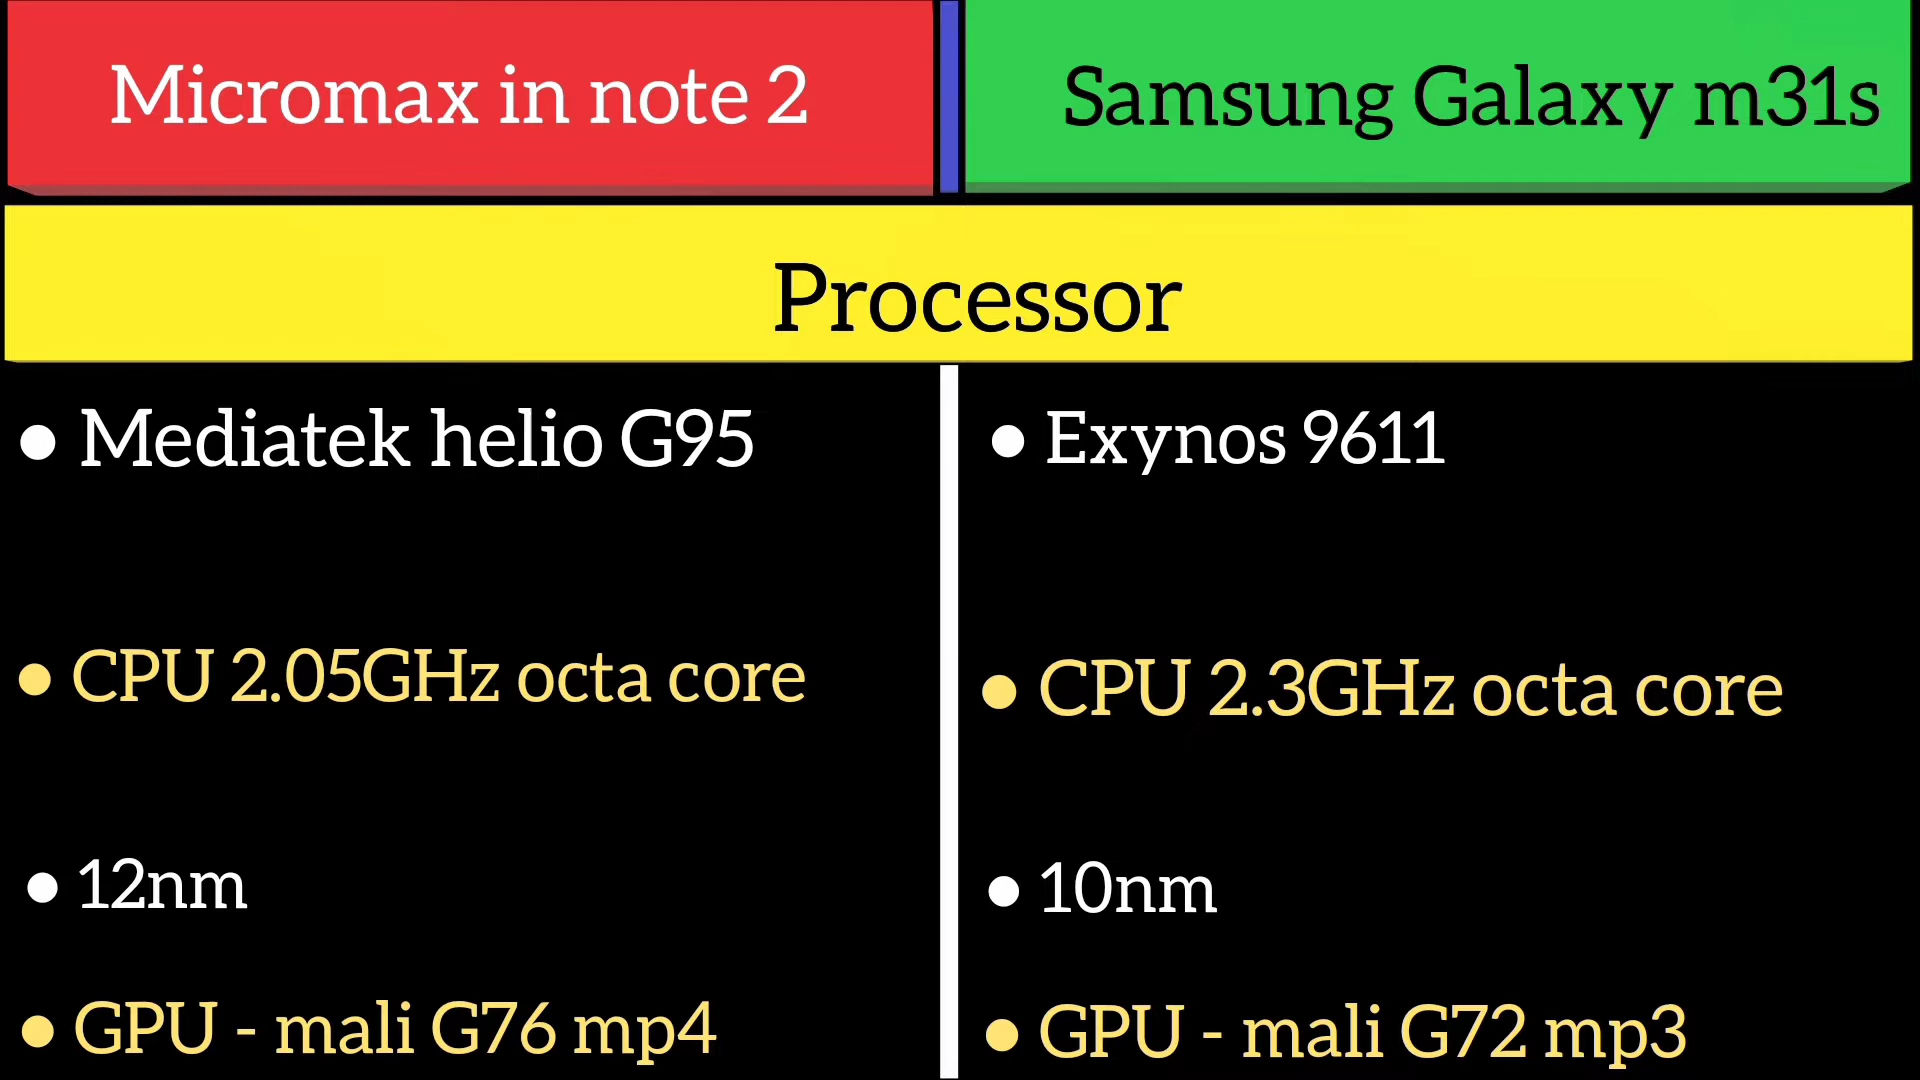 Micromax in note 2
Samsung Galaxy m31s
Processor
• Mediatek helio G95
• Exynos 9611
• CPU 2.05GHz octa core
• CPU 2.3GHz octa core
• 12nm
• 10nm
• GPU - mali G76 mp4
• GPU - mali G72 mp3